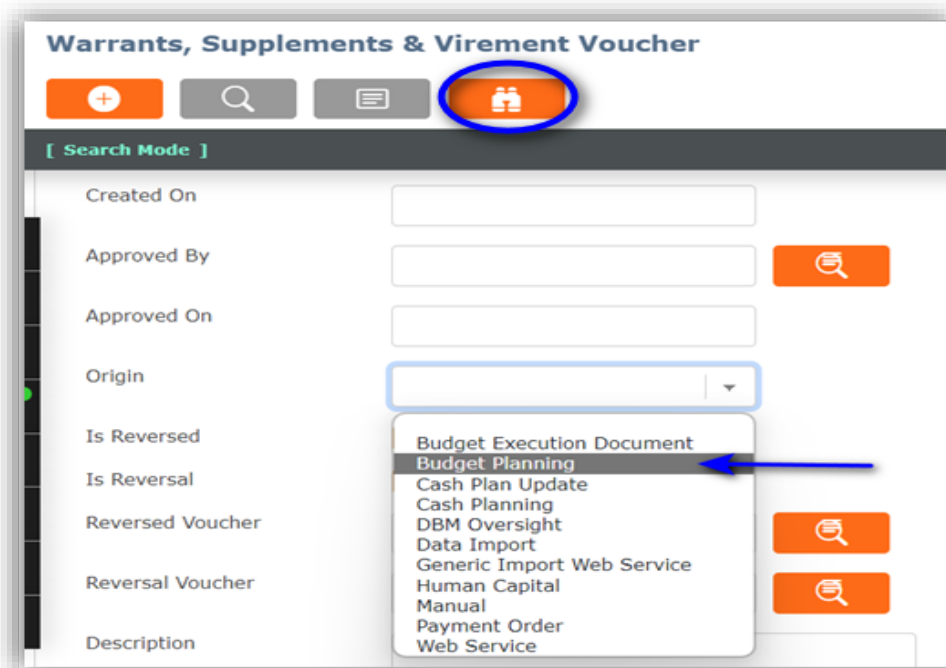 Warrants, Supplements & Virement Voucher
[ Search Mode ]
Created On
Approved By
Approved On
Origin
Is Reversed
Is Reversal
Reversed Voucher
Reversal Voucher
Description
Budget Execution Document
Budget Planning
Cash Plan Update
Cash Planning
DBM Oversight
Data Import
Generic Import Web Service
Human Capital
Manual
Payment Order
Web Service